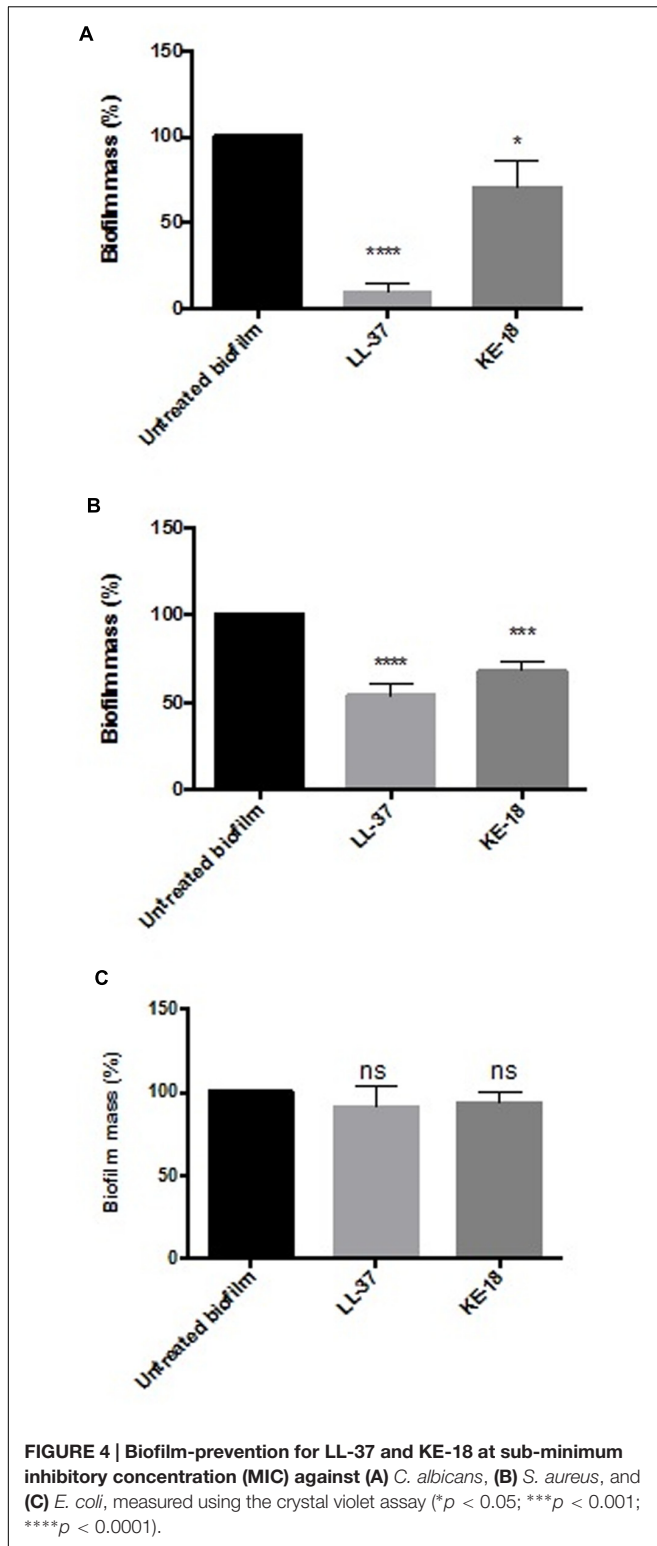 A
150
100
50
0
Biofilm mass (%)
****
*
Untreated biofilm
LL-37
KE-18
B
150
100
50
0
Biofilm mass (%)
****
***
Untreated biofilm
LL-37
KE-18
C
150
100
50
0
Biofilm mass (%)
ns
ns
Untreated biofilm
LL-37
KE-18
FIGURE 4 | Biofilm-prevention for LL-37 and KE-18 at sub-minimum
inhibitory concentration (MIC) against (A) C. albicans, (B) S. aureus, and
(C) E. coli, measured using the crystal violet assay (*p < 0.05; ***p < 0.001;
****p < 0.0001).